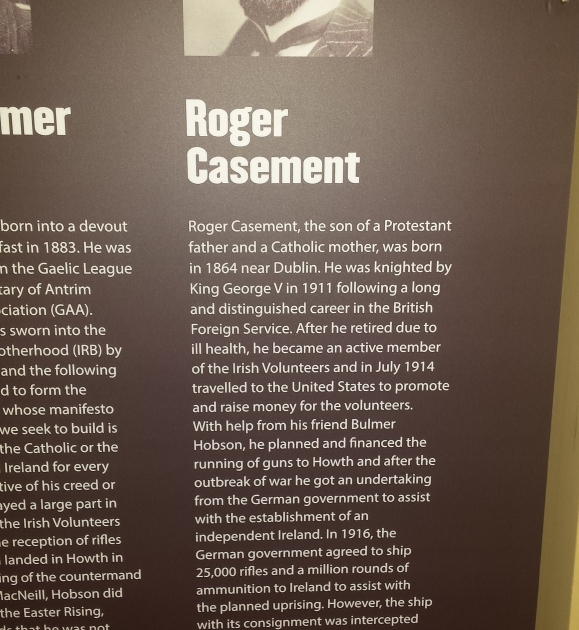 mer
born into a devout
fast in 1883. He was
n the Gaelic League
tary of Antrim
ciation (GAA).
s sworn into the
otherhood (IRB) by
and the following
d to form the
whose manifesto
we seek to build is
the Catholic or the
Ireland for every
tive of his creed or
ayed a large part in
the Irish Volunteers
e reception of rifles
landed in Howth in
ing of the countermand
MacNeill, Hobson did
the Easter Rising,
ds that he was not
Roger
Casement
Roger Casement, the son of a Protestant
father and a Catholic mother, was born
in 1864 near Dublin. He was knighted by
King George V in 1911 following a long
and distinguished career in the British
Foreign Service. After he retired due to
ill health, he became an active member
of the Irish Volunteers and in July 1914
travelled to the United States to promote
and raise money for the volunteers.
With help from his friend Bulmer
Hobson, he planned and financed the
running of guns to Howth and after the
outbreak of war he got an undertaking
from the German government to assist
with the establishment of an
independent Ireland. In 1916, the
German government agreed to ship
25,000 rifles and a million rounds of
ammunition to Ireland to assist with
the planned uprising. However, the ship
with its consignment was intercepted